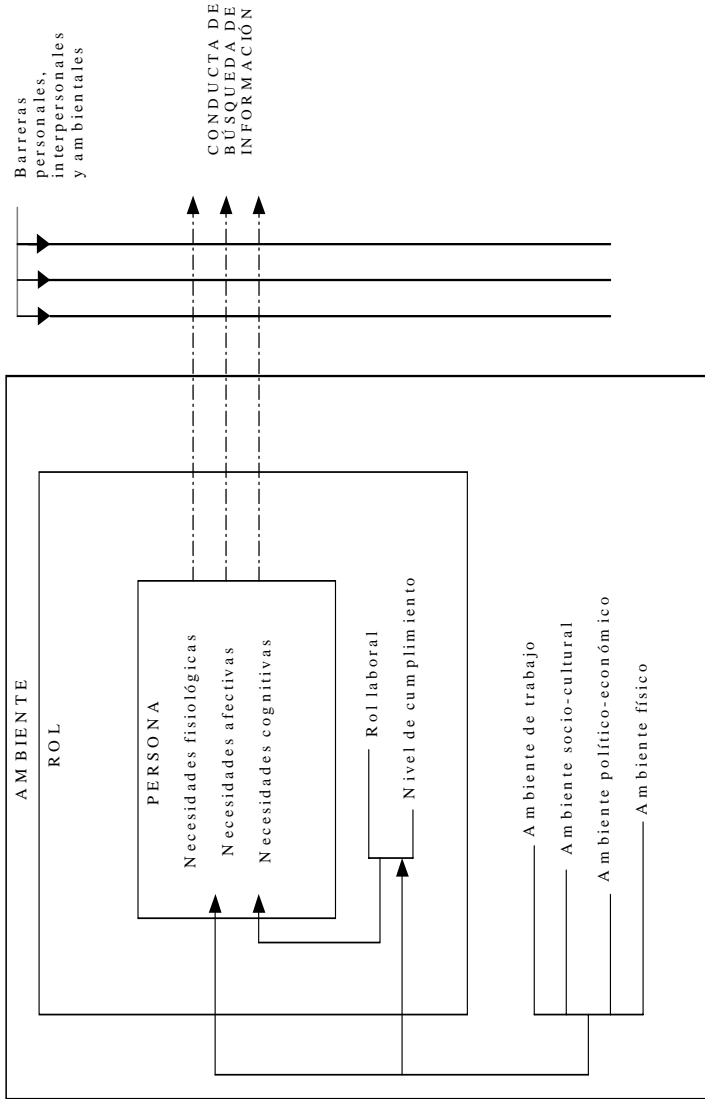 AMBIENTE
ROL
PERSONA
Necesidades fisiológicas
Necesidades afectivas
Necesidades cognitivas
Rol laboral
Nivel de cumplimiento
Ambiente de trabajo
Ambiente socio-cultural
Ambiente político-económico
Ambiente físico
Barreras
personales,
interpersonales
y ambientales
CONDUCTA DE
BÚSQUEDA DE
INFORMACIÓN